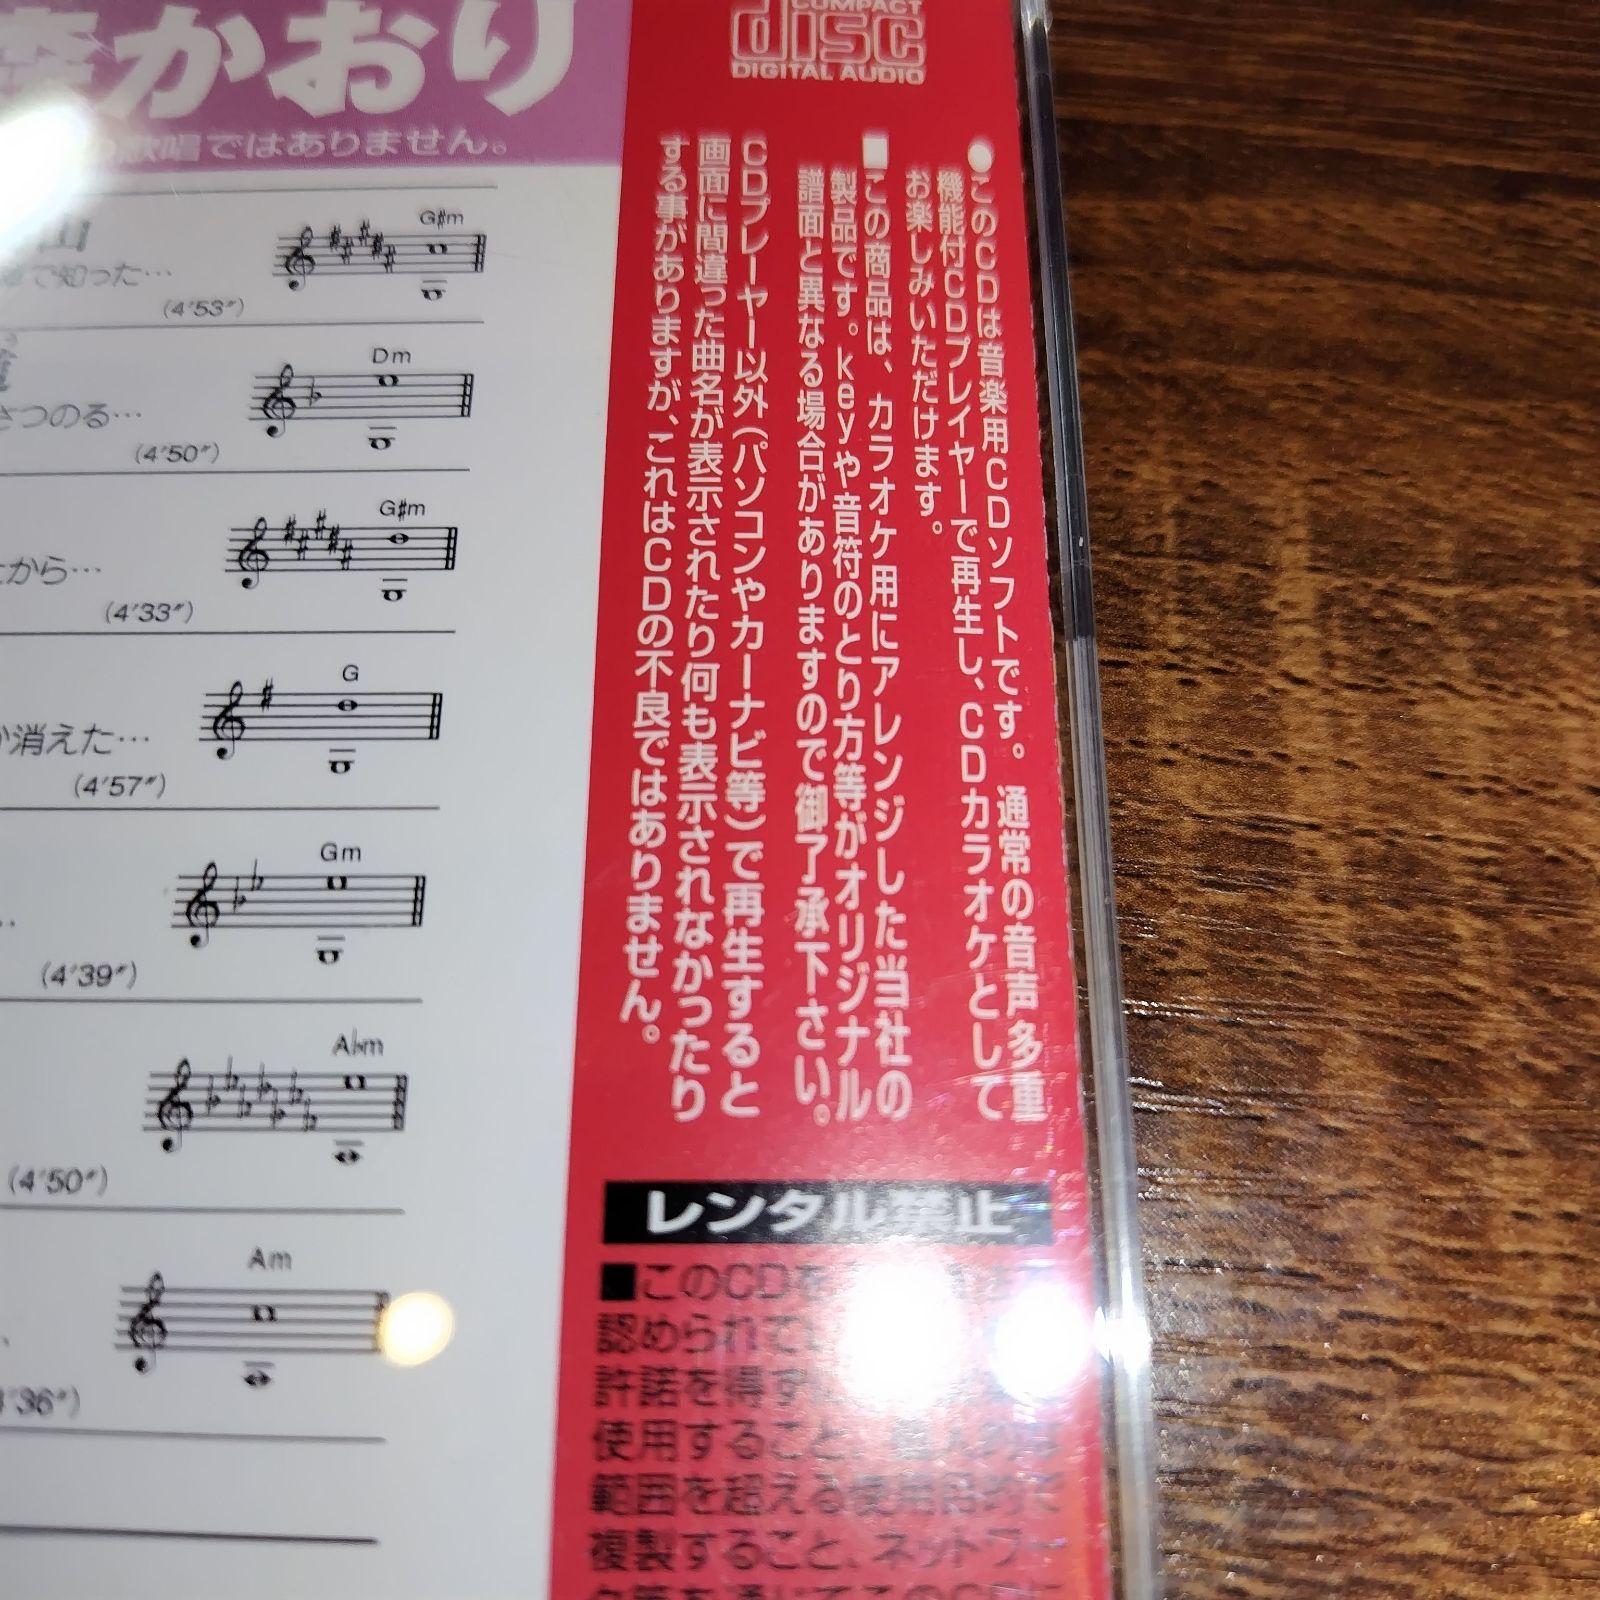 森かおり
歌唱ではありません。
COMPACT
disc
DIGITAL AUDIO
●このCDは音楽用CDソフトです。通常の音声多重
機能付CDプレイヤーで再生し、CDカラオケとして
お楽しみいただけます。
■この商品は、カラオケ用にアレンジした当社の
製品です。keyや音符のとり方等がオリジナル
譜面と異なる場合がありますので御了承下さい。
CDプレーヤー以外(パソコンやカーナビ等)で再生すると
画面に間違った曲名が表示されたり何も表示されなかったり
する事がありますが、これはCDの不良ではありません。
山
G♯m
で知った…
(4'53")
Dm
さつのる…
(4'50")
G♯m
から…
(4'33")
G
消えた…
(4'57")
Gm
(4'39")
A♭m
(4'50")
Am
'36")
レンタル禁止
■このCDを
認められて
許諾を得ず
使用すること、
範囲を超える使用目的で
複製すること、ネットワー